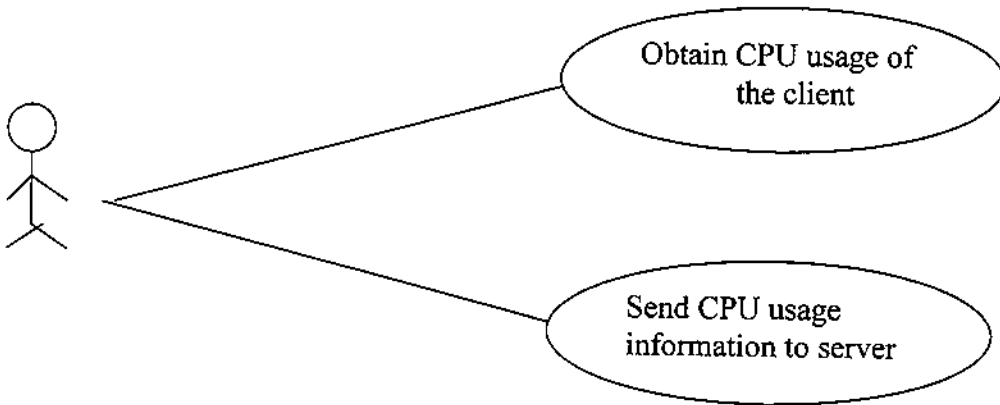 Obtain CPU usage of
the client
Send CPU usage
information to server